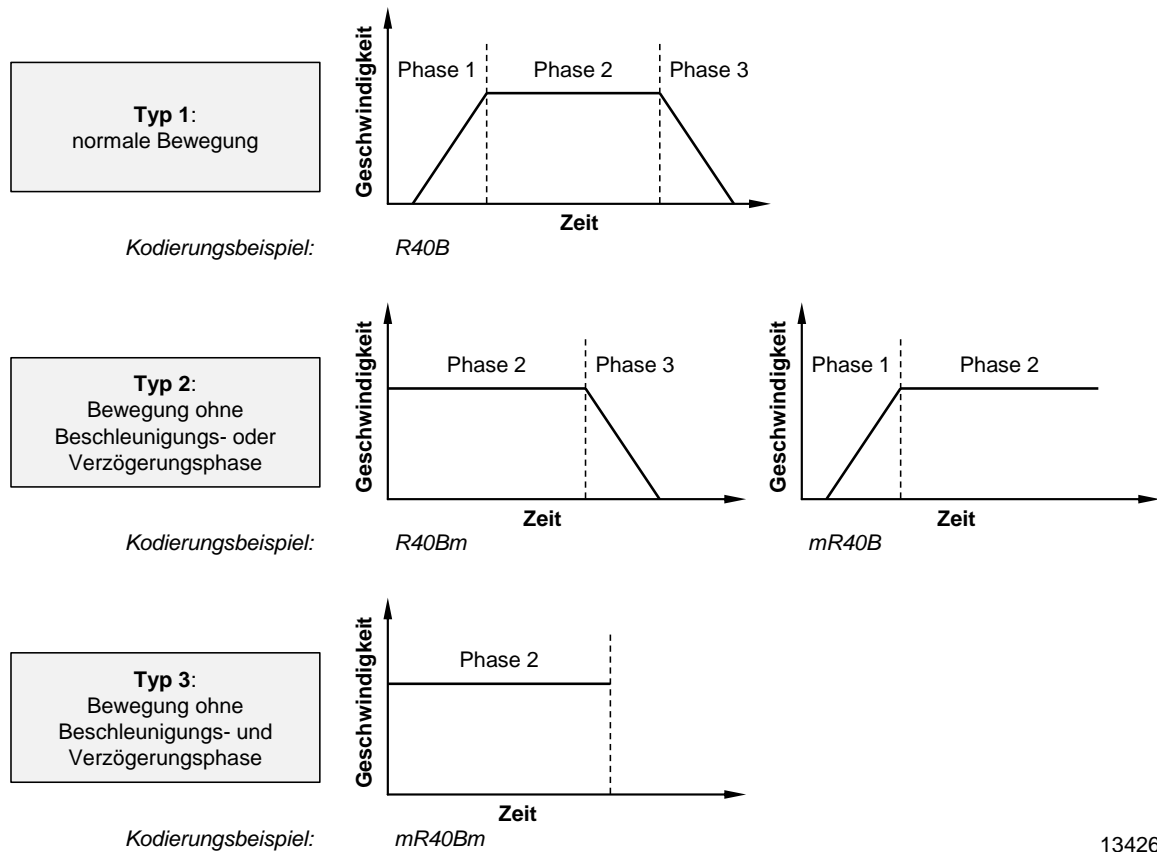 Geschwindigkeit
Phase 1
Phase 2
Phase 3
Typ 1:
normale Bewegung
Zeit
Kodierungsbeispiel:
R40B
Geschwindigkeit
Phase 2
Phase 3
Geschwindigkeit
Phase 1
Phase 2
Typ 2:
Bewegung ohne
Beschleunigungs- oder
Verzögerungsphase
Zeit
Zeit
Kodierungsbeispiel:
R40Bm
mR40B
Geschwindigkeit
Phase 2
Typ 3:
Bewegung ohne
Beschleunigungs- und
Verzögerungsphase
Zeit
Kodierungsbeispiel:
mR40Bm
13426